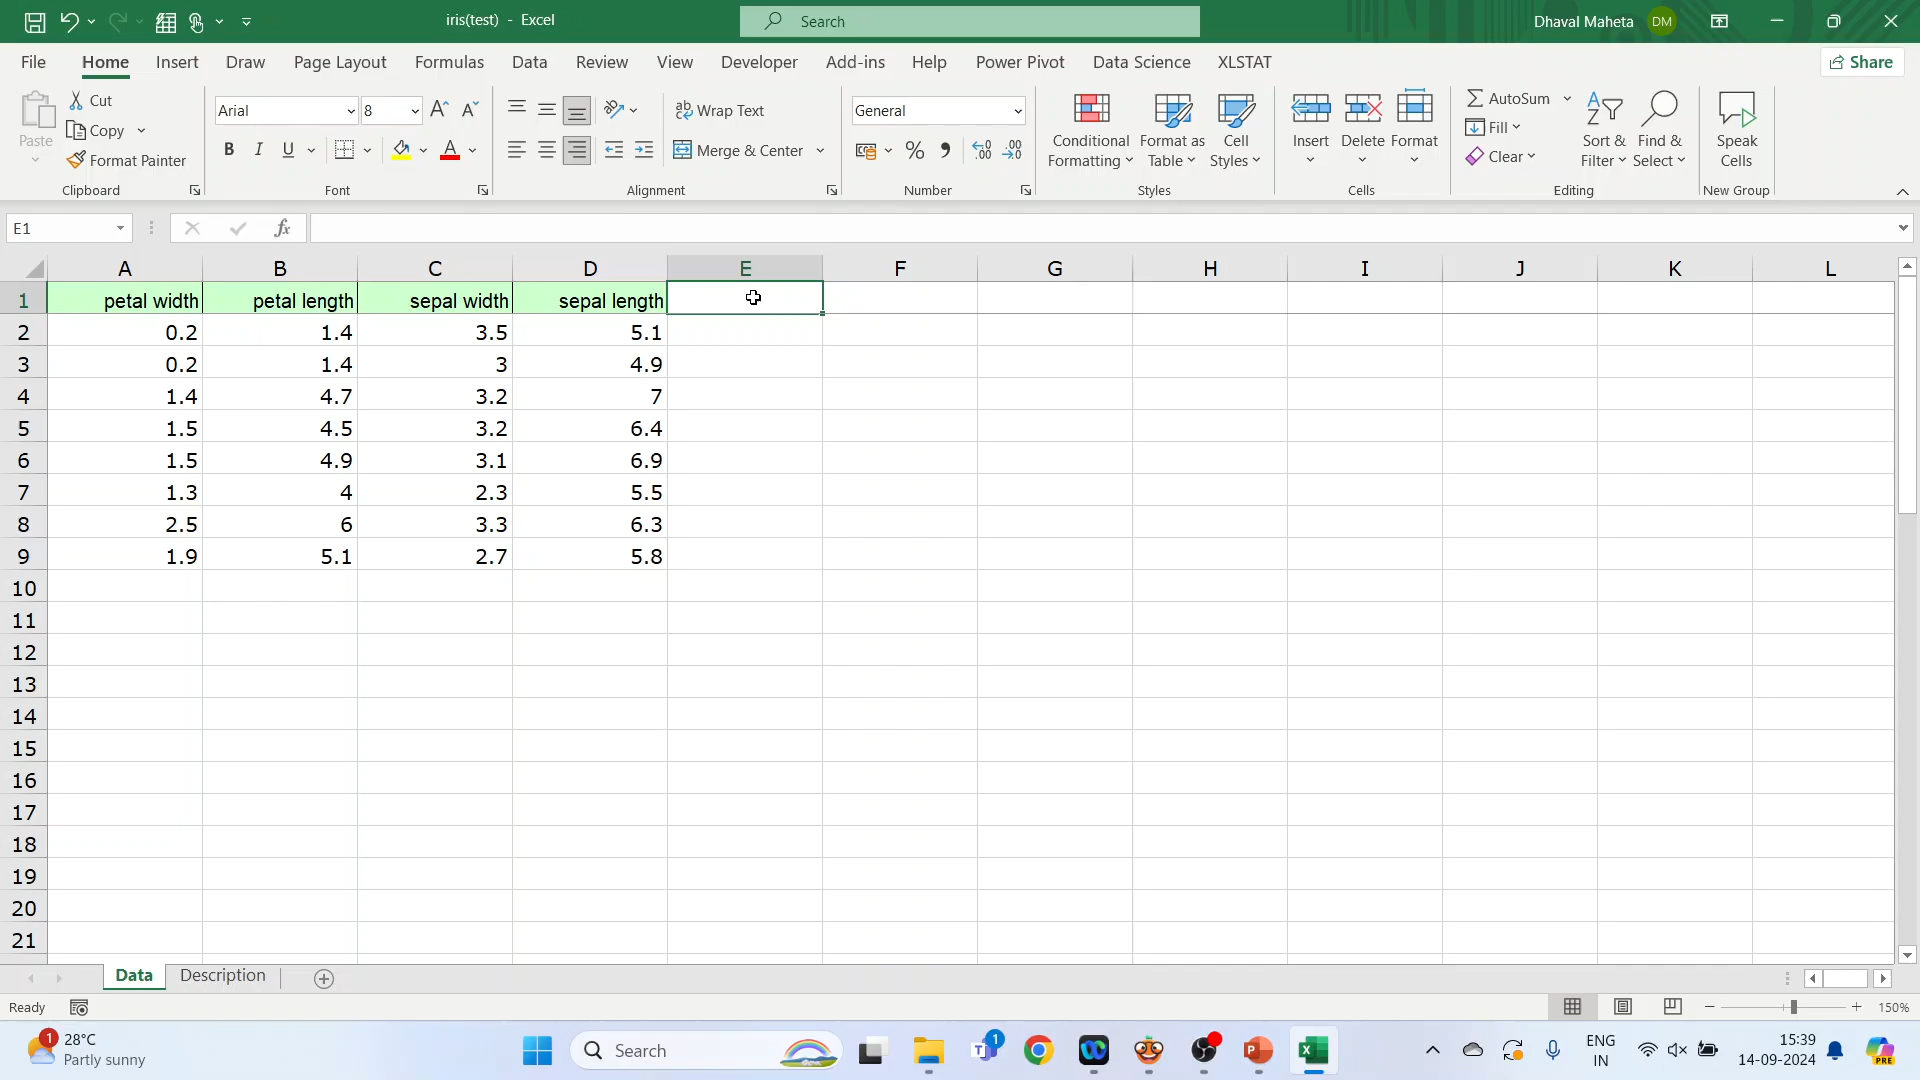 iris(test) - Excel
Search
Dhaval Maheta DM
File Home Insert Draw Page Layout Formulas Data Review View Developer Add-ins Help Power Pivot Data Science XLSTAT Share
Paste
Cut
Copy
Format Painter
Clipboard
Arial 8
B I U
Font
Wrap Text
Merge & Center
Alignment
General
Number
Conditional Formatting
Format as Table
Cell Styles
Styles
Insert Delete Format
Cells
AutoSum
Fill
Clear
Sort & Filter
Find & Select
Editing
Speak Cells
New Group
E1 fx
A B C D E F G H I J K L
1 petal width petal length sepal width sepal length
2 0.2 1.4 3.5 5.1
3 0.2 1.4 3 4.9
4 1.4 4.7 3.2 7
5 1.5 4.5 3.2 6.4
6 1.5 4.9 3.1 6.9
7 1.3 4 2.3 5.5
8 2.5 6 3.3 6.3
9 1.9 5.1 2.7 5.8
10
11
12
13
14
15
16
17
18
19
20
21
Data Description
Ready 150%
1 28°C
Partly sunny
Search
1
ENG
IN
15:39
14-09-2024
PRE